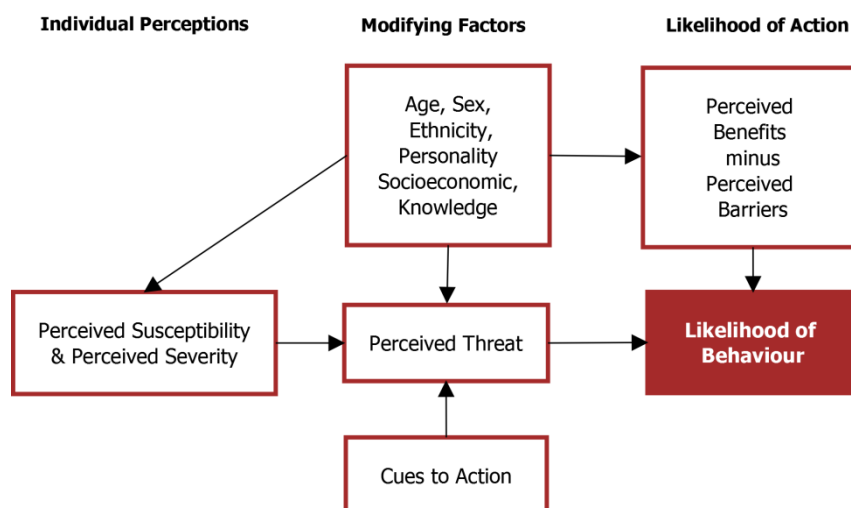 Individual Perceptions
Modifying Factors
Likelihood of Action
Age, Sex,
Ethnicity,
Personality
Socioeconomic,
Knowledge
Perceived
Benefits
minus
Perceived
Barriers
Perceived Susceptibility
& Perceived Severity
Perceived Threat
Likelihood of
Behaviour
Cues to Action